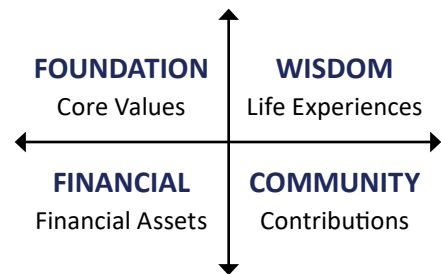 FOUNDATION
Core Values
WISDOM
Life Experiences
FINANCIAL
Financial Assets
COMMUNITY
Contributions